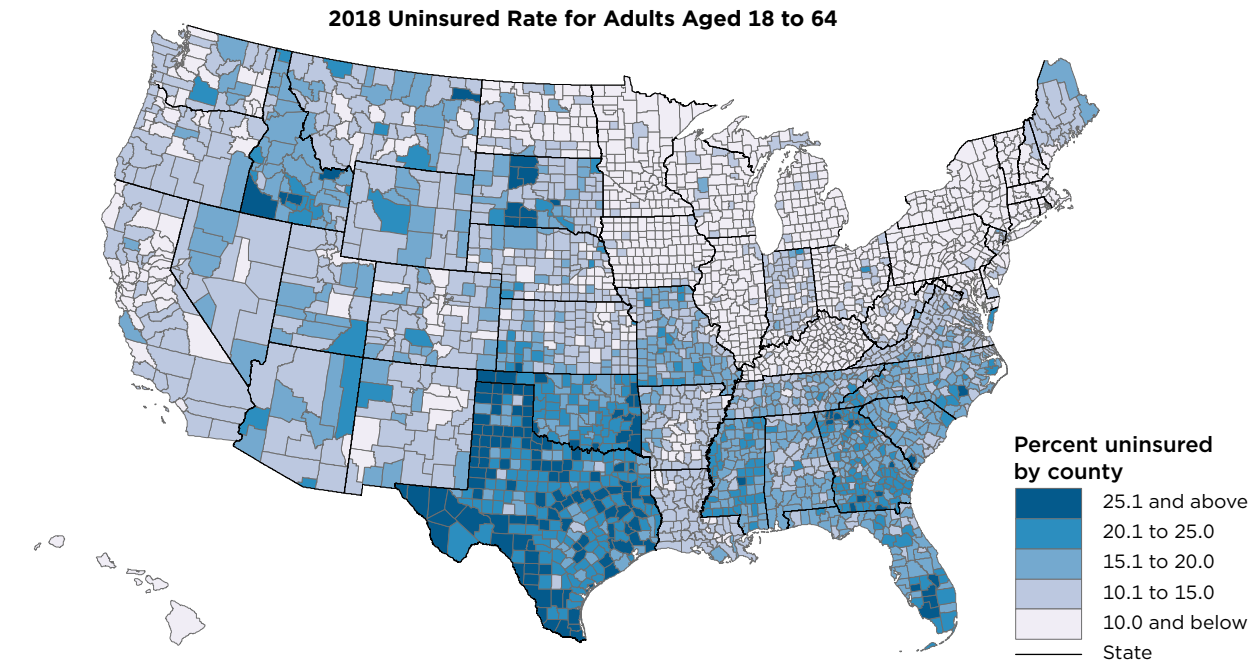 2018 Uninsured Rate for Adults Aged 18 to 64
Percent uninsured
by county
25.1 and above
20.1 to 25.0
15.1 to 20.0
10.1 to 15.0
10.0 and below
State